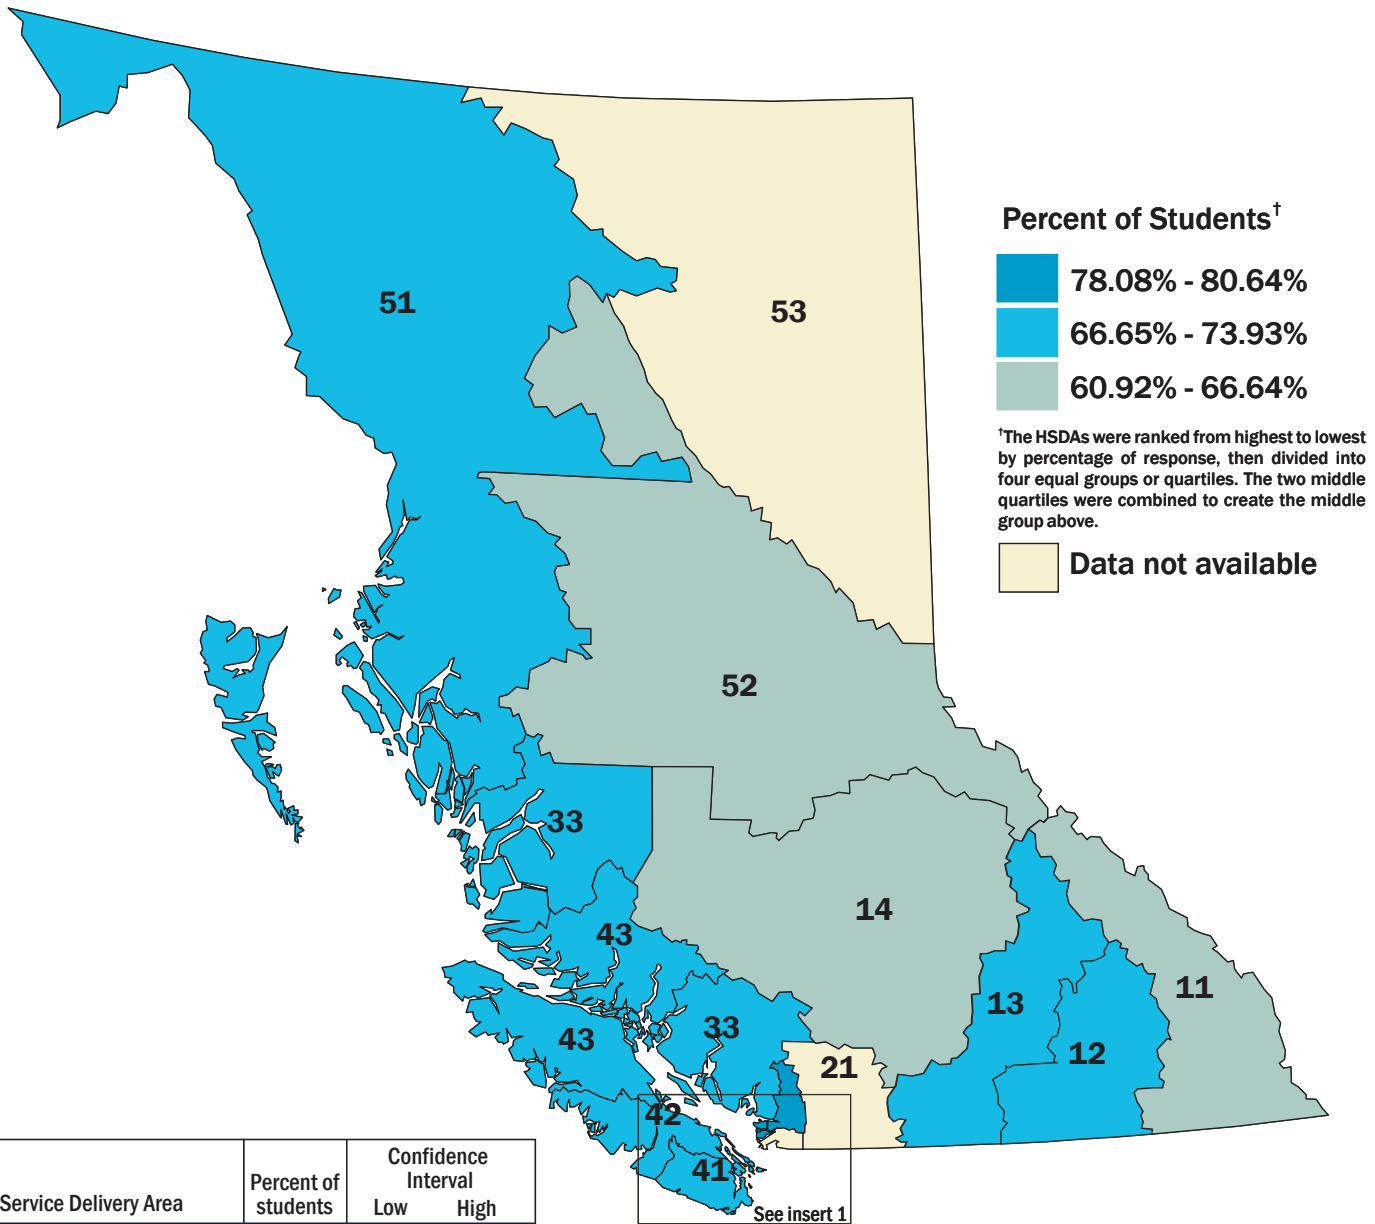 51
53
Percent of Students†
78.08% - 80.64%
66.65% - 73.93%
60.92% - 66.64%
†The HSDAs were ranked from highest to lowest
by percentage of response, then divided into
four equal groups or quartiles. The two middle
quartiles were combined to create the middle
group above.
Data not available
52
33
14
43
11
13
33
43
12
21
42
41
See insert 1
Service Delivery Area
Percent of
students
Confidence
Interval
Low High